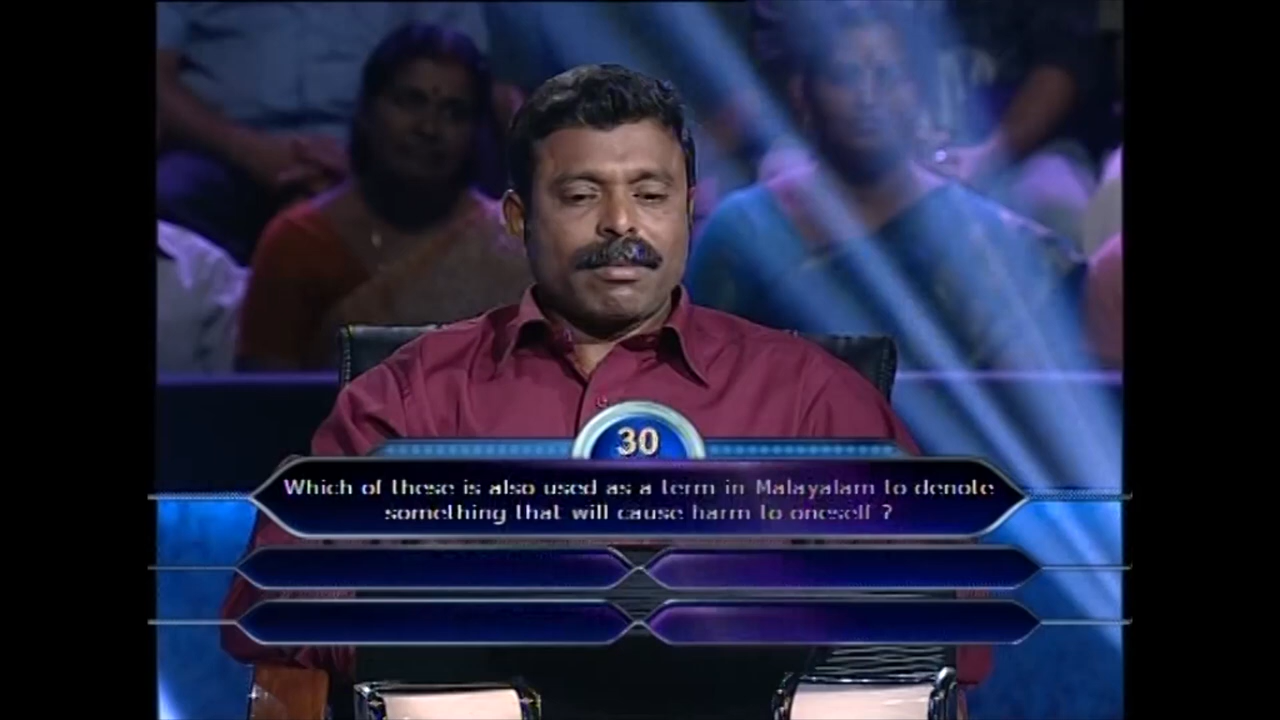 30
Which of these is also used as a term in Malayalam to denote
something that will cause harm to oneself ?